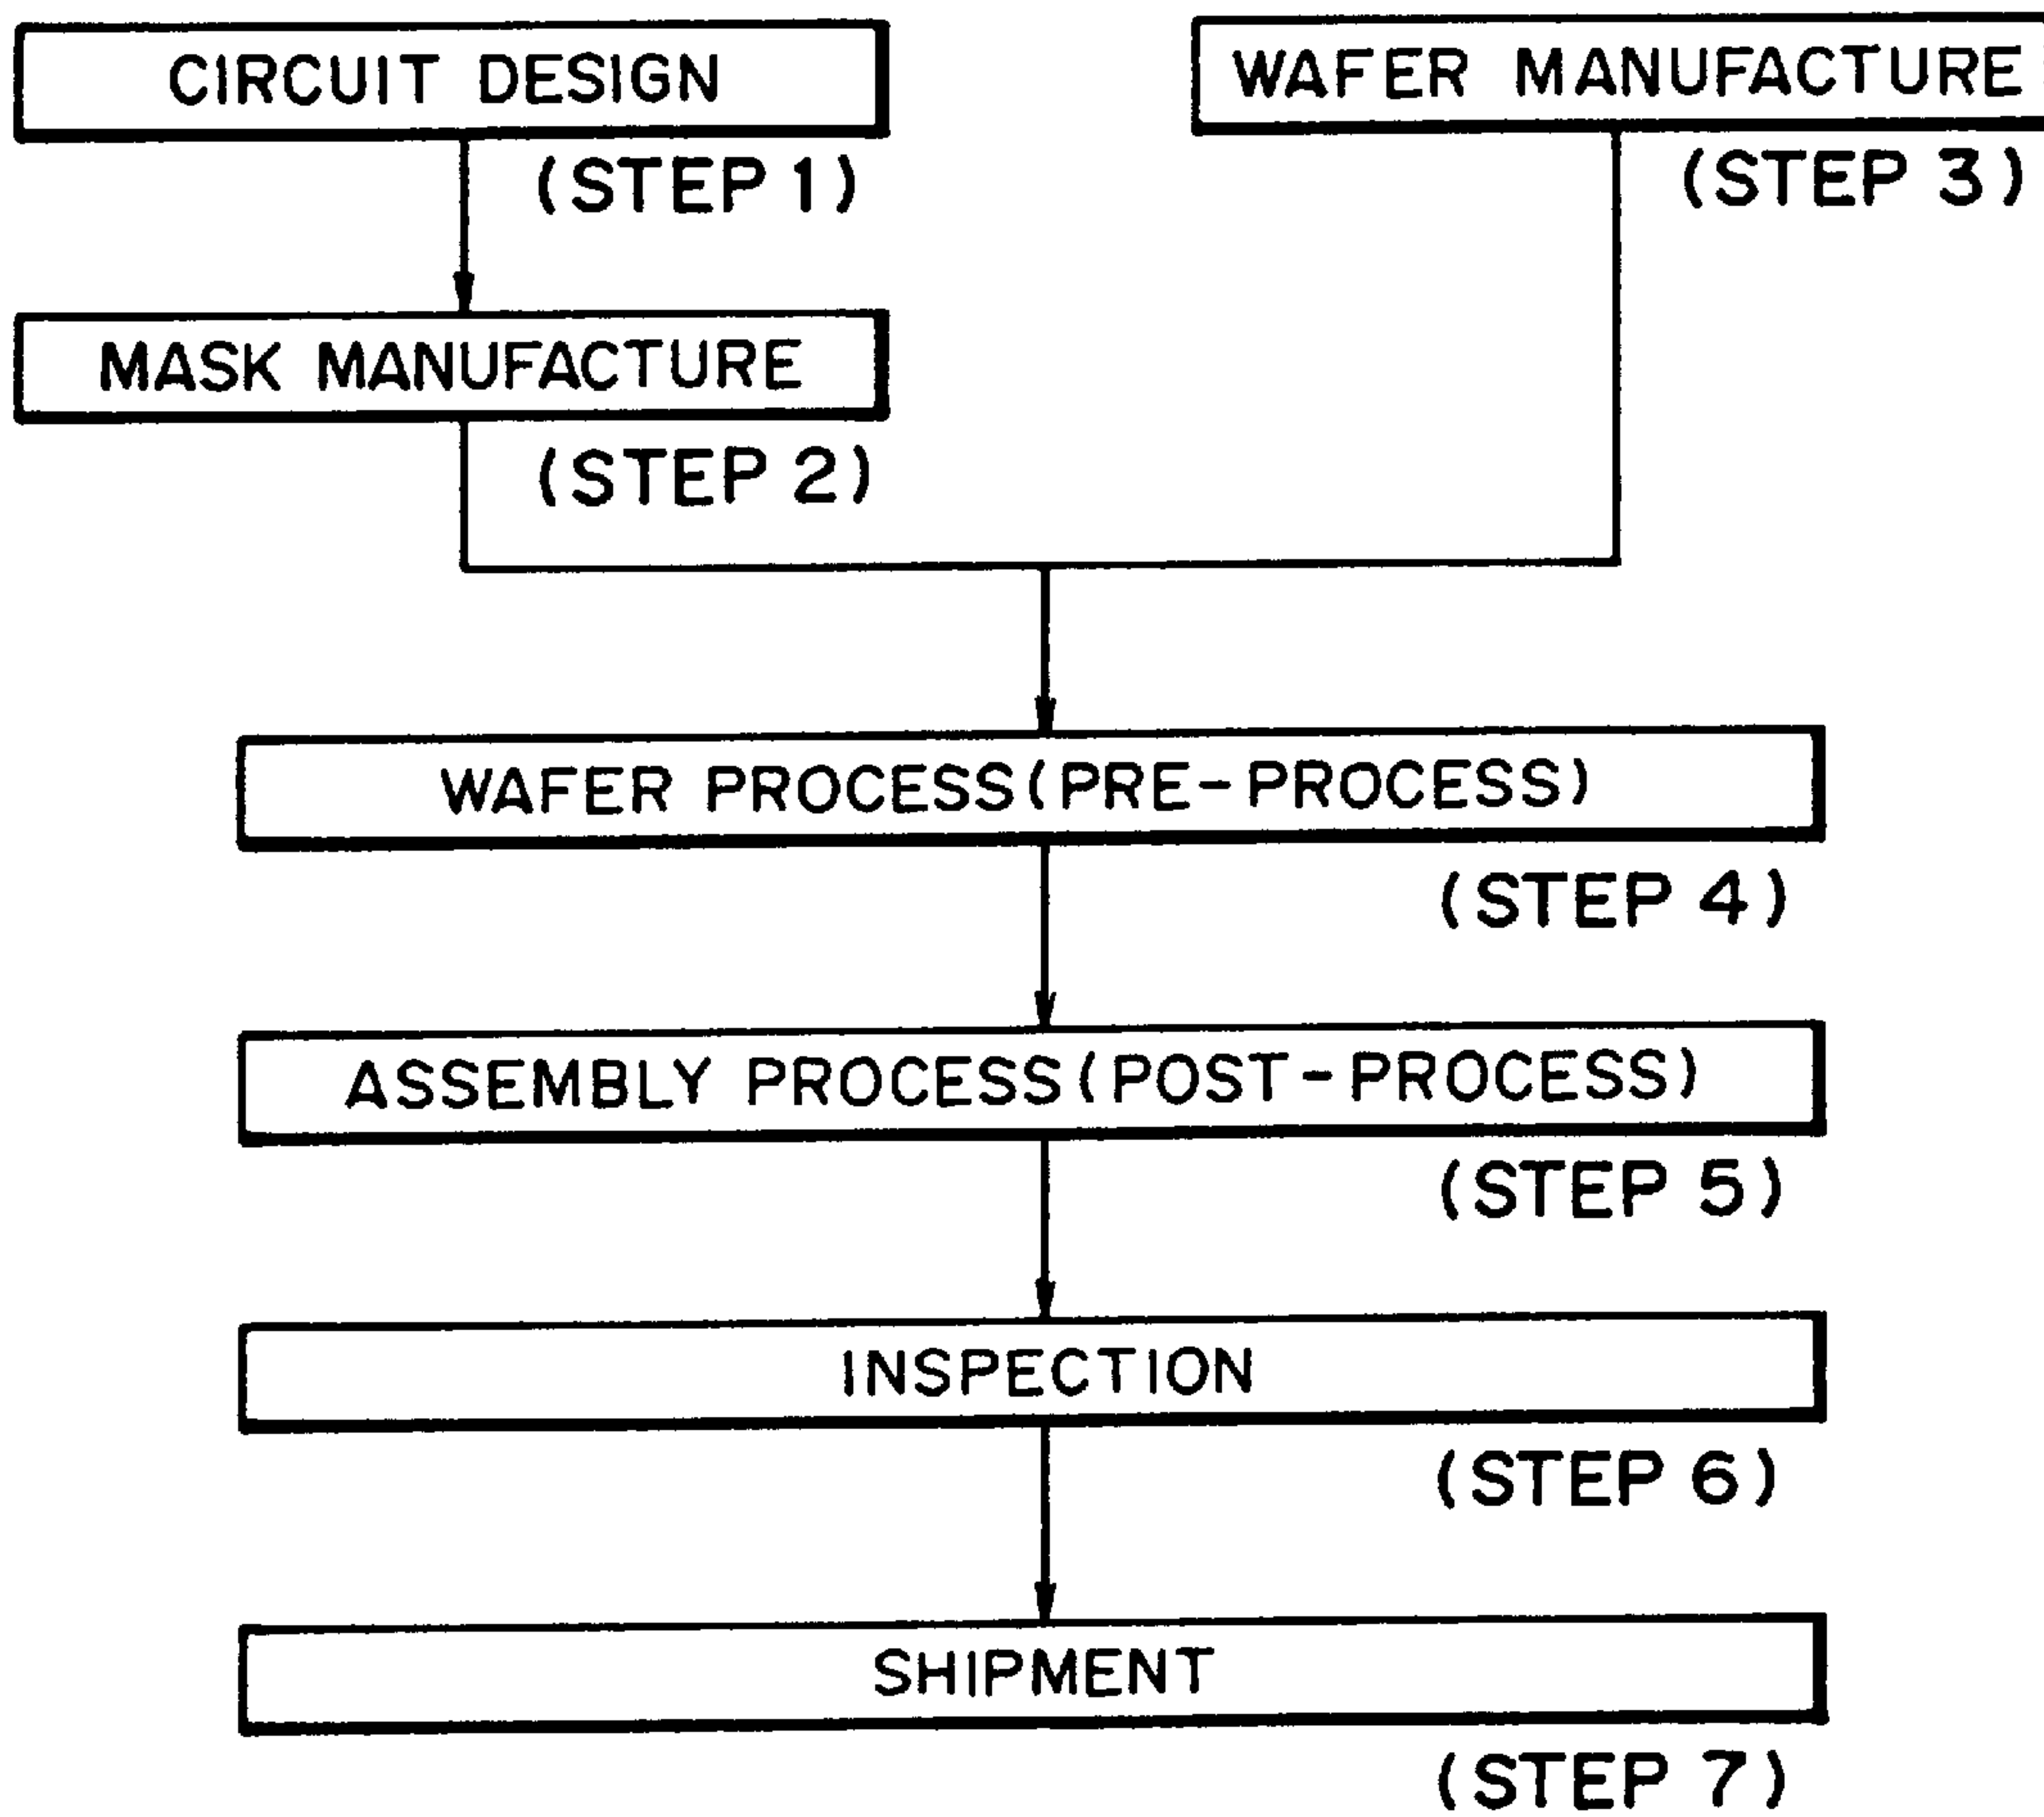 CIRCUIT DESIGN
(STEP 1)
MASK MANUFACTURE
(STEP 2)
WAFER MANUFACTURE
(STEP 3)
WAFER PROCESS(PRE-PROCESS)
(STEP 4)
ASSEMBLY PROCESS(POST-PROCESS)
(STEP 5)
INSPECTION
(STEP 6)
SHIPMENT
(STEP 7)